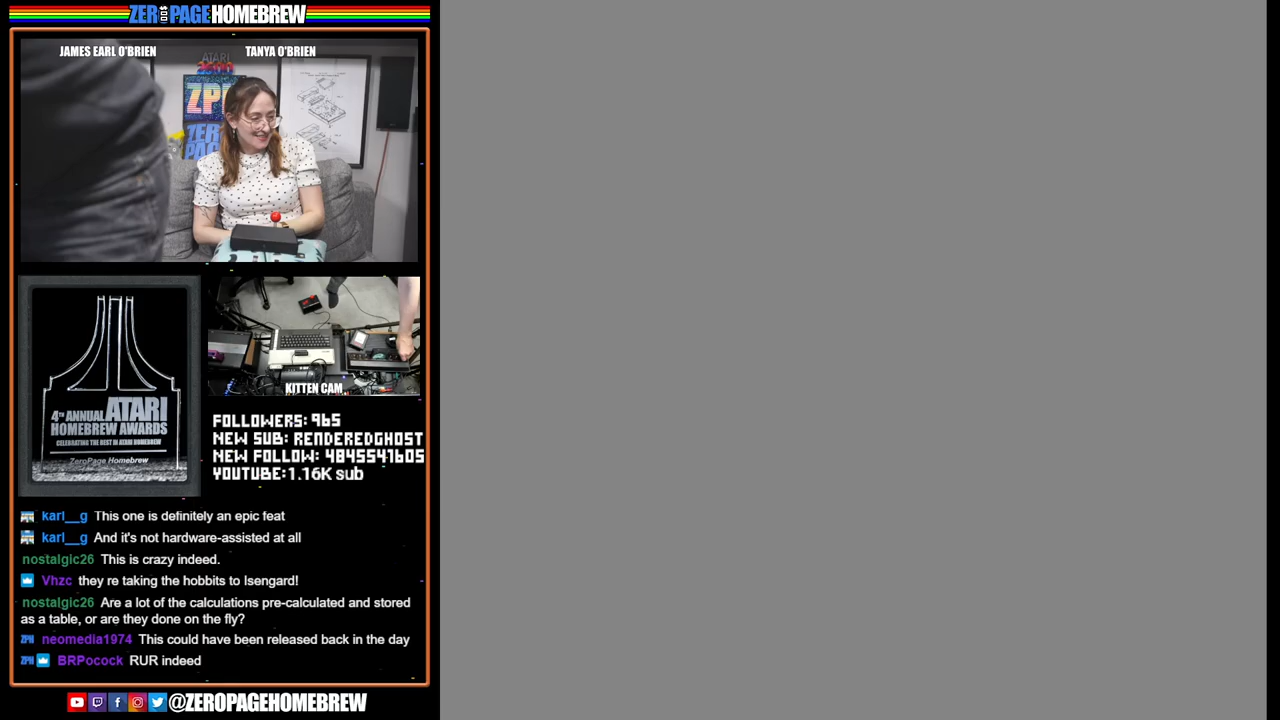 ZEROPAGE HOMEBREW
JAMES EARL O'BRIEN
TANYA O'BRIEN
ATARI
ZPH
ZERO
PAGE
4TH ANNUAL ATARI
HOMEBREW AWARDS
CELEBRATING THE BEST IN ATARI HOMEBREW
ZeroPage Homebrew
KITTEN CAM
FOLLOWERS: 965
NEW SUB: RENDEREDGHOST
NEW FOLLOW: 4845541605
YOUTUBE: 1.16K sub
karl__g This one is definitely an epic feat
karl__g And it's not hardware-assisted at all
nostalgic26 This is crazy indeed.
Vhzc they re taking the hobbits to Isengard!
nostalgic26 Are a lot of the calculations pre-calculated and stored
as a table, or are they done on the fly?
ZPH neomedia1974 This could have been released back in the day
ZPH BRPocock RUR indeed
@ZEROPAGEHOMEBREW